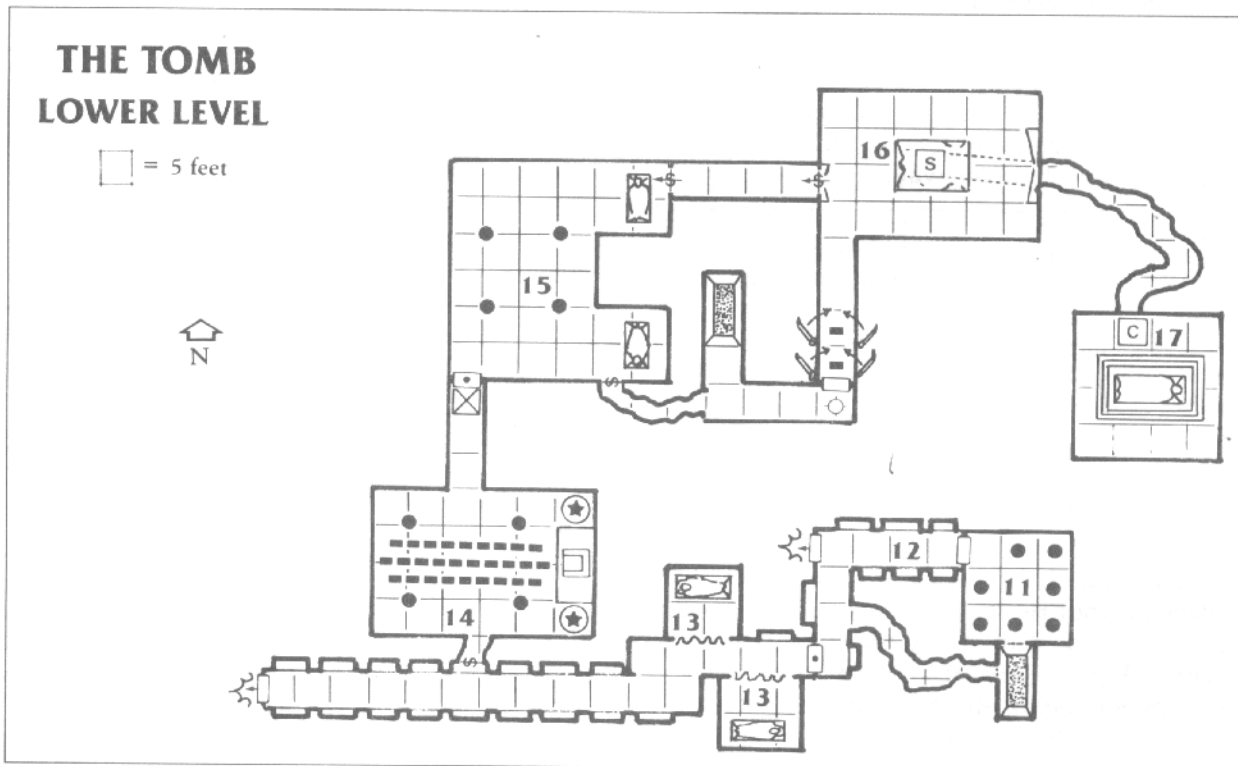 THE TOMB
LOWER LEVEL
= 5 feet
16
S
S
S
15
N
C
17
S
14
12
11
13
S
13